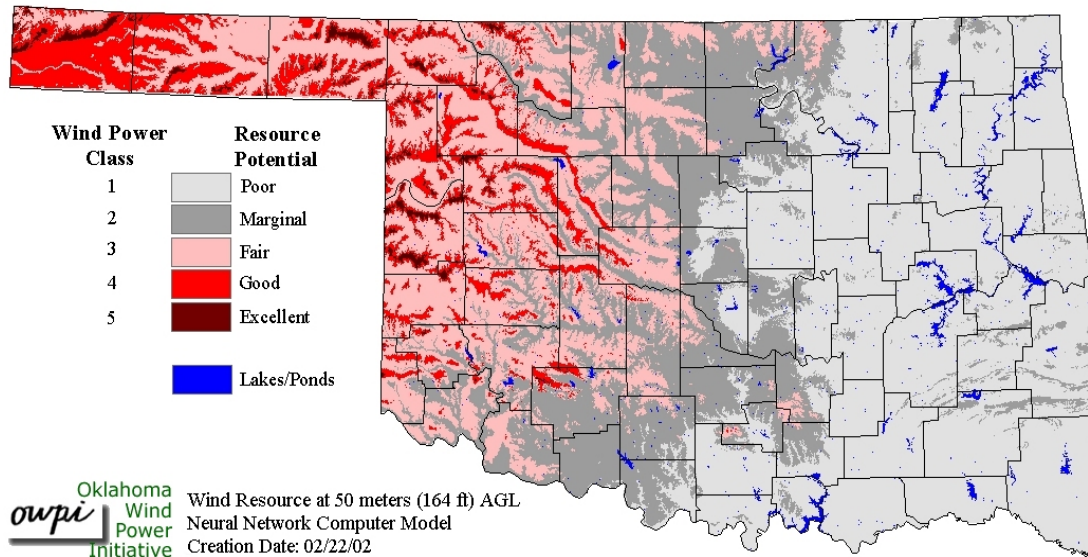 Wind Power Resource
Class Potential
1 Poor
2 Marginal
3 Fair
4 Good
5 Excellent
Lakes/Ponds
owpi
Oklahoma
Wind
Power
Initiative
Wind Resource at 50 meters (164 ft) AGL
Neural Network Computer Model
Creation Date: 02/22/02